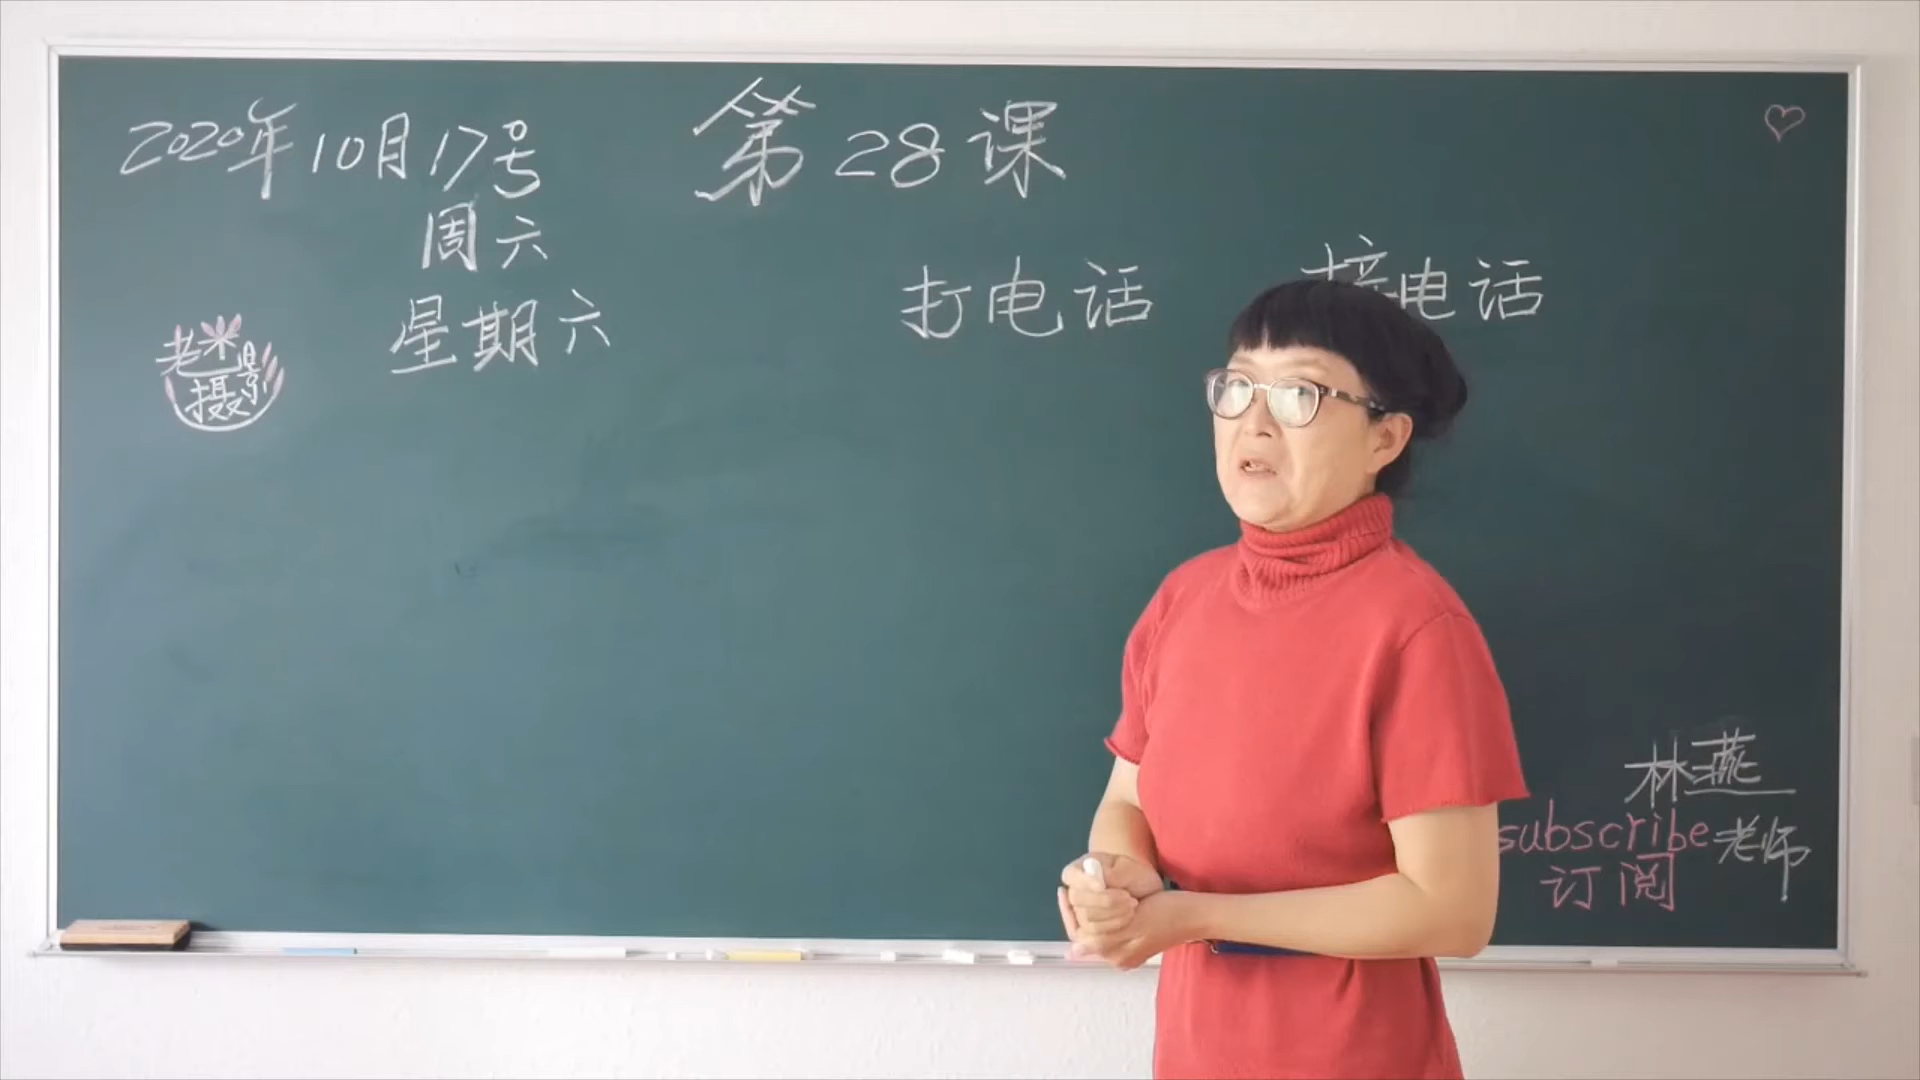 2020年10月17号
周六
星期六
第28课
打电话 接电话
老米
摄影
林燕
subscribe 老师
订阅